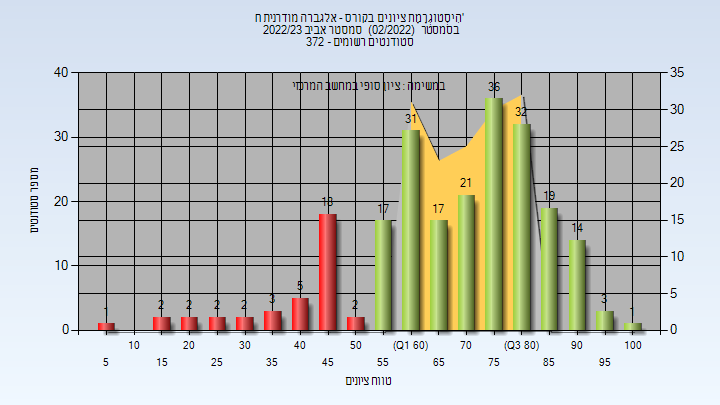 הִיסְטוֹגְרָמַת ציונים בקורס - אלגברה מודרנית ח'
בסמסטר (02/2022) סמסטר אביב 2022/23
סטודנטים רשומים - 372
במשימה : ציון סופי במחשב המרכזי
מספר סטודנטים
40
30
20
10
0
35
30
25
20
15
10
5
0
1 2 2 2 2 3 5 18 2 17 31 17 21 36 32 19 14 3 1
10 20 30 40 50 (Q1 60) 70 (Q3 80) 90 100
5 15 25 35 45 55 65 75 85 95
טווח ציונים